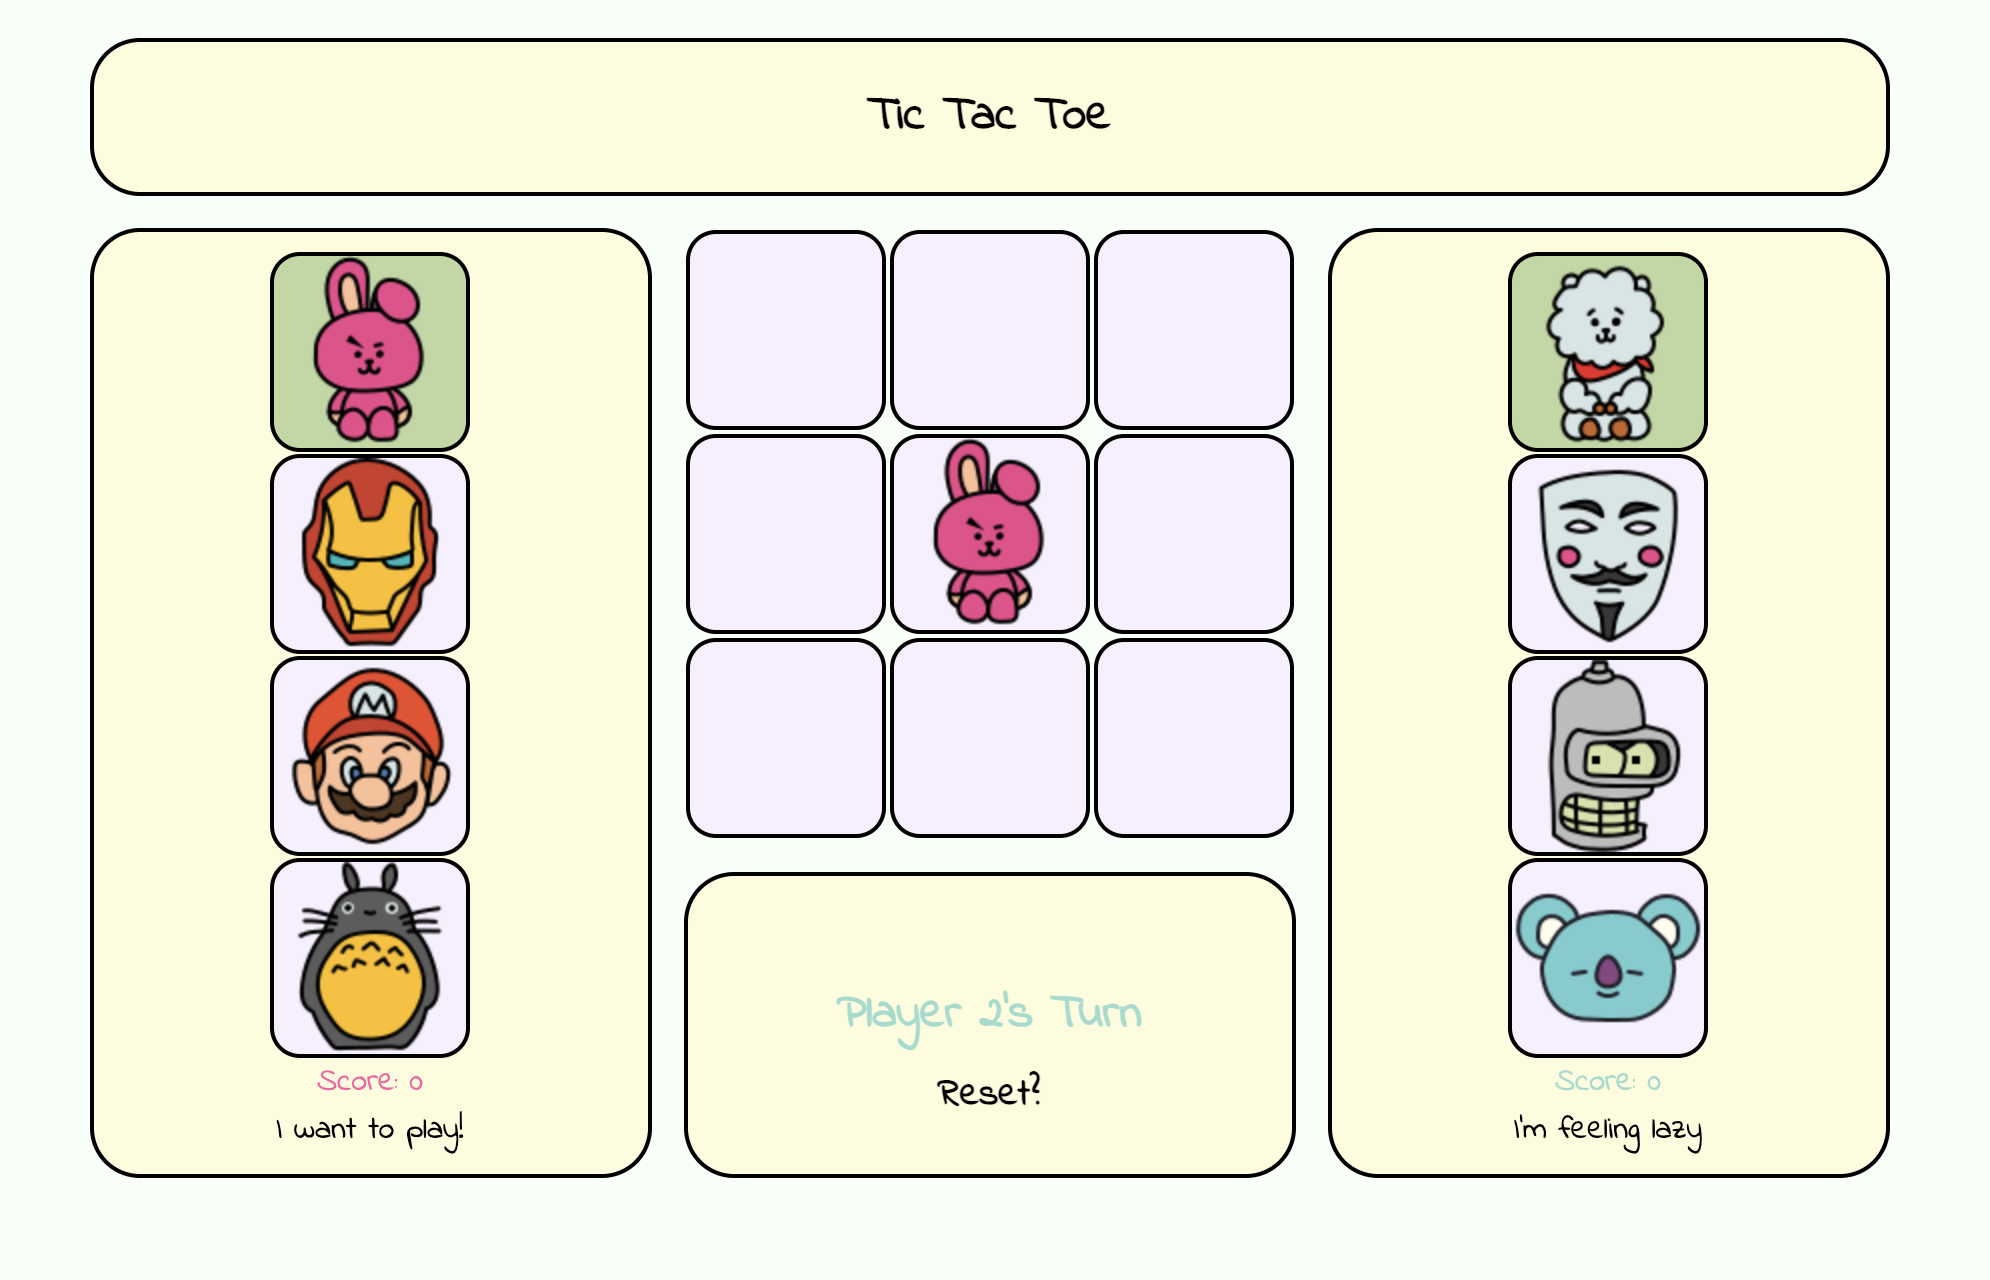 Tic Tac Toe
M
Score: 0
I want to play!
Player 2's Turn
Reset?
Score: 0
I'm feeling lazy